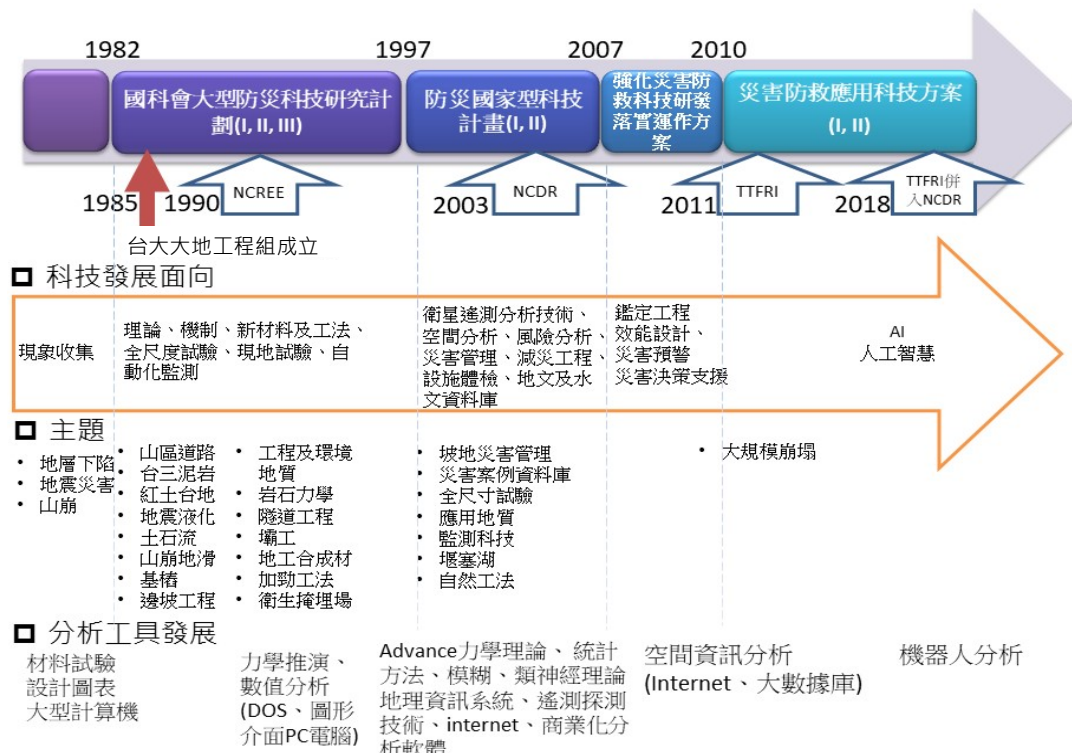 1982
1997
2007
2010
國科會大型防災科技研究計
劃(I, II, III)
防災國家型科技
計畫(I, II)
強化災害防
救科技研發
落實運作方
案
災害防救應用科技方案
(I, II)
1985
1990
NCREE
2003
NCDR
2011
TTFRI
2018
TTFRI併
入NCDR
台大大地工程組成立
科技發展面向
現象收集
理論、機制、新材料及工法、
全尺度試驗、現地試驗、自
動化監測
衛星遙測分析技術、
空間分析、風險分析、
災害管理、減災工程、
設施體檢、地文及水
文資料庫
鑑定工程
效能設計、
災害預警
災害決策支援
AI
人工智慧
主題
• 地層下陷
• 地震災害
• 山崩
• 山區道路
• 台三泥岩
• 紅土台地
• 地震液化
• 土石流
• 山崩地滑
• 基樁
• 邊坡工程
• 工程及環境
地質
• 岩石力學
• 隧道工程
• 壩工
• 地工合成材
• 加勁工法
• 衛生掩埋場
• 坡地災害管理
• 災害案例資料庫
• 全尺寸試驗
• 應用地質
• 監測科技
• 堰塞湖
• 自然工法
• 大規模崩塌
分析工具發展
材料試驗
設計圖表
大型計算機
力學推演、
數值分析
(DOS、圖形
介面PC電腦)
Advance力學理論、統計
方法、模糊、類神經理論
地理資訊系統、遙測探測
技術、internet、商業化分
析軟體
空間資訊分析
(Internet、大數據庫)
機器人分析